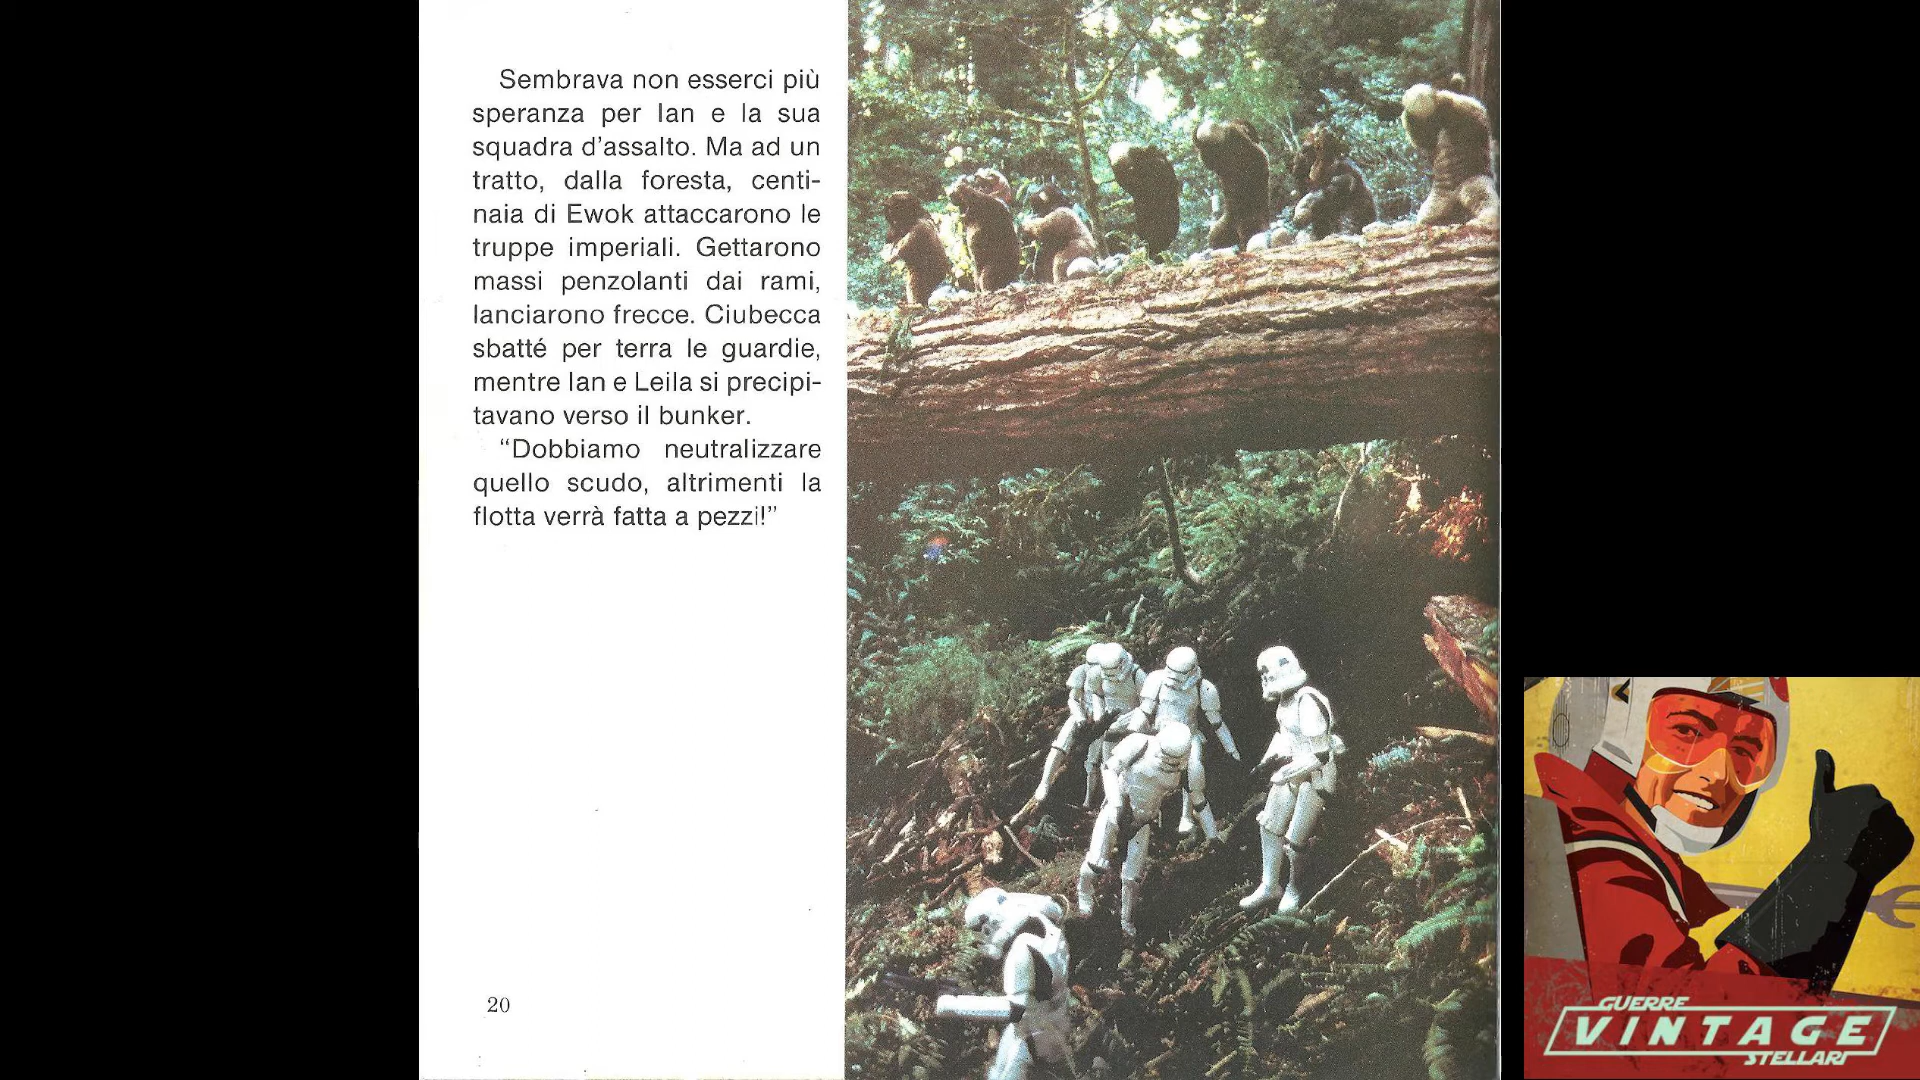 Sembrava non esserci più
speranza per Ian e la sua
squadra d'assalto. Ma ad un
tratto, dalla foresta, centi-
naia di Ewok attaccarono le
truppe imperiali. Gettarono
massi penzolanti dai rami,
lanciarono frecce. Ciubecca
sbatté per terra le guardie,
mentre Ian e Leila si precipi-
tavano verso il bunker.
“Dobbiamo neutralizzare
quello scudo, altrimenti la
flotta verrà fatta a pezzi!”
20
GUERRE
VINTAGE
STELLARI